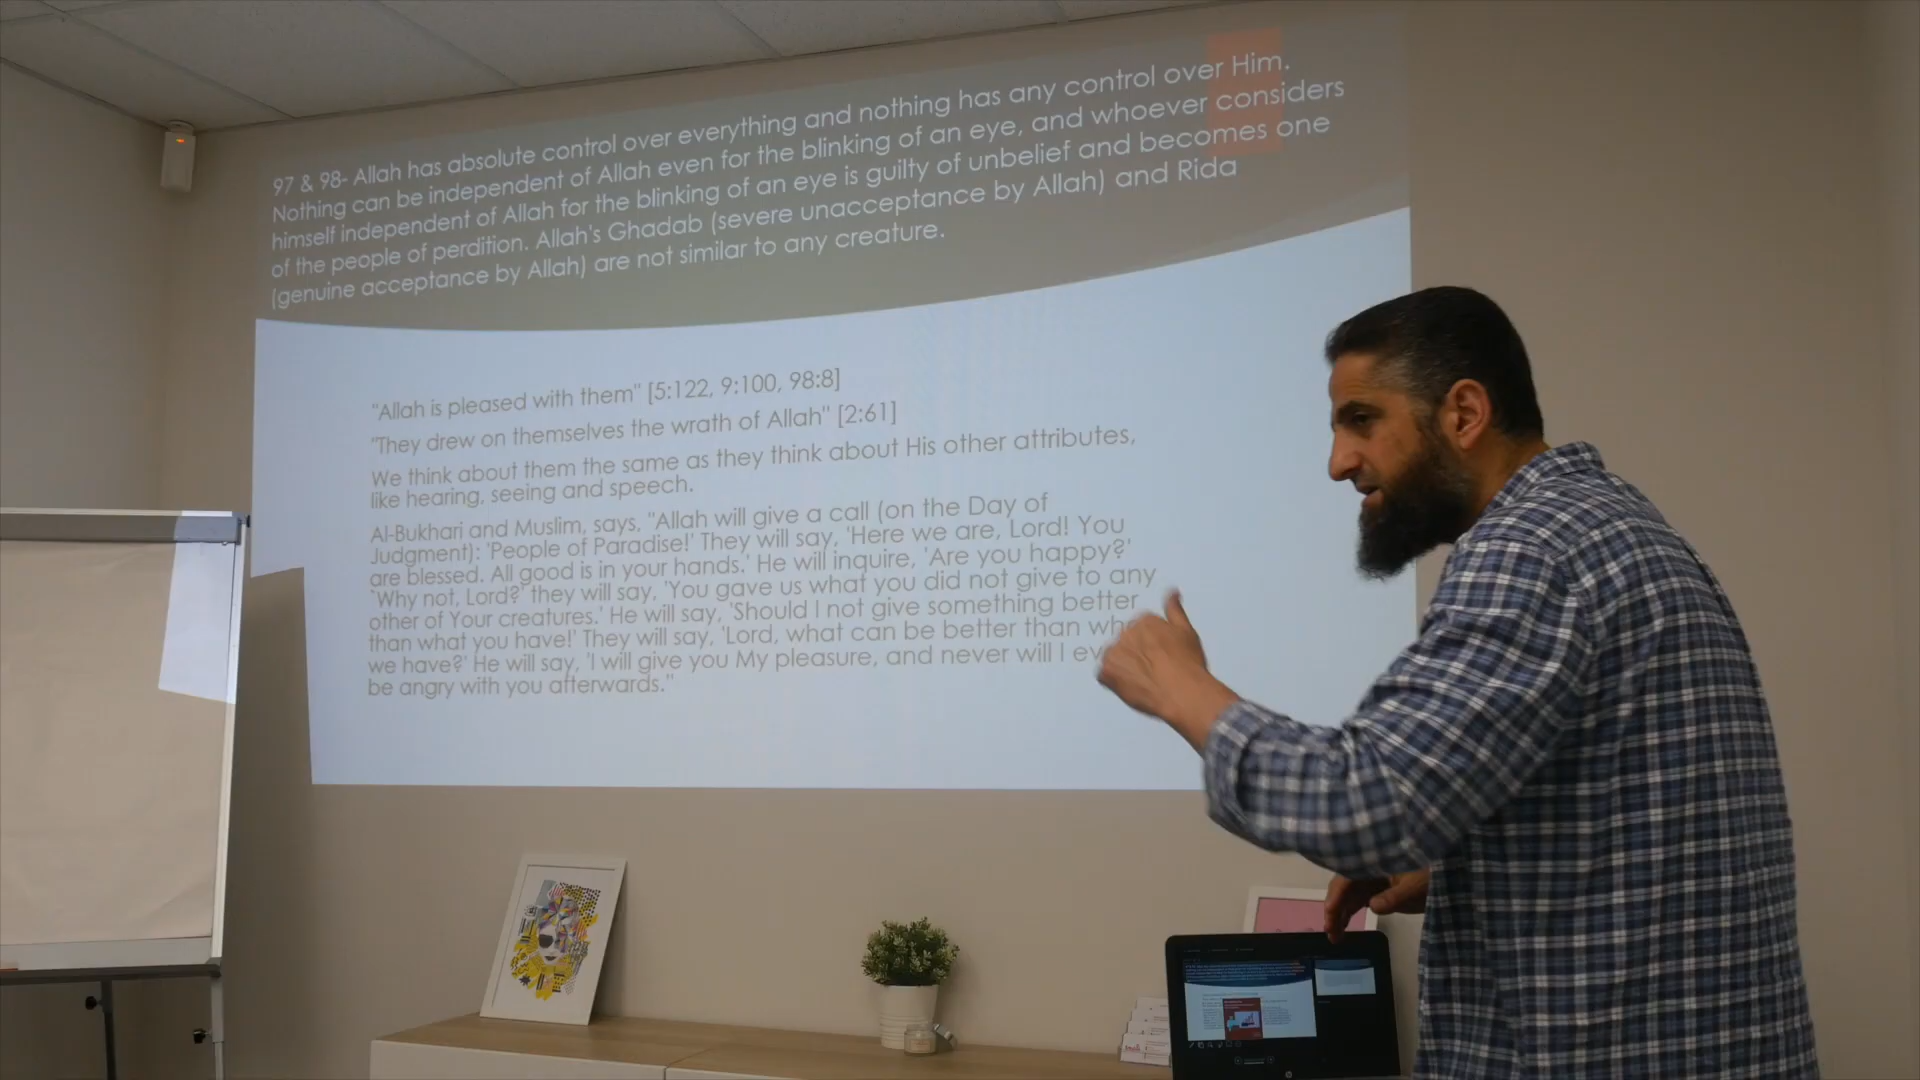 97 & 98- Allah has absolute control over everything and nothing has any control over Him.
Nothing can be independent of Allah even for the blinking of an eye, and whoever considers
himself independent of Allah for the blinking of an eye is guilty of unbelief and becomes one
of the people of perdition. Allah's Ghadab (severe unacceptance by Allah) and Rida
(genuine acceptance by Allah) are not similar to any creature.
"Allah is pleased with them" [5:122, 9:100, 98:8]
"They drew on themselves the wrath of Allah" [2:61]
We think about them the same as they think about His other attributes,
like hearing, seeing and speech.
Al-Bukhari and Muslim, says, "Allah will give a call (on the Day of
Judgment): 'People of Paradise!' They will say, 'Here we are, Lord! You
are blessed. All good is in your hands.' He will inquire, 'Are you happy?'
'Why not, Lord?' they will say, 'You gave us what you did not give to any
other of Your creatures.' He will say, 'Should I not give something better
than what you have!' They will say, 'Lord, what can be better than
we have?' He will say, 'I will give you My pleasure, and never will I
be angry with you afterwards."